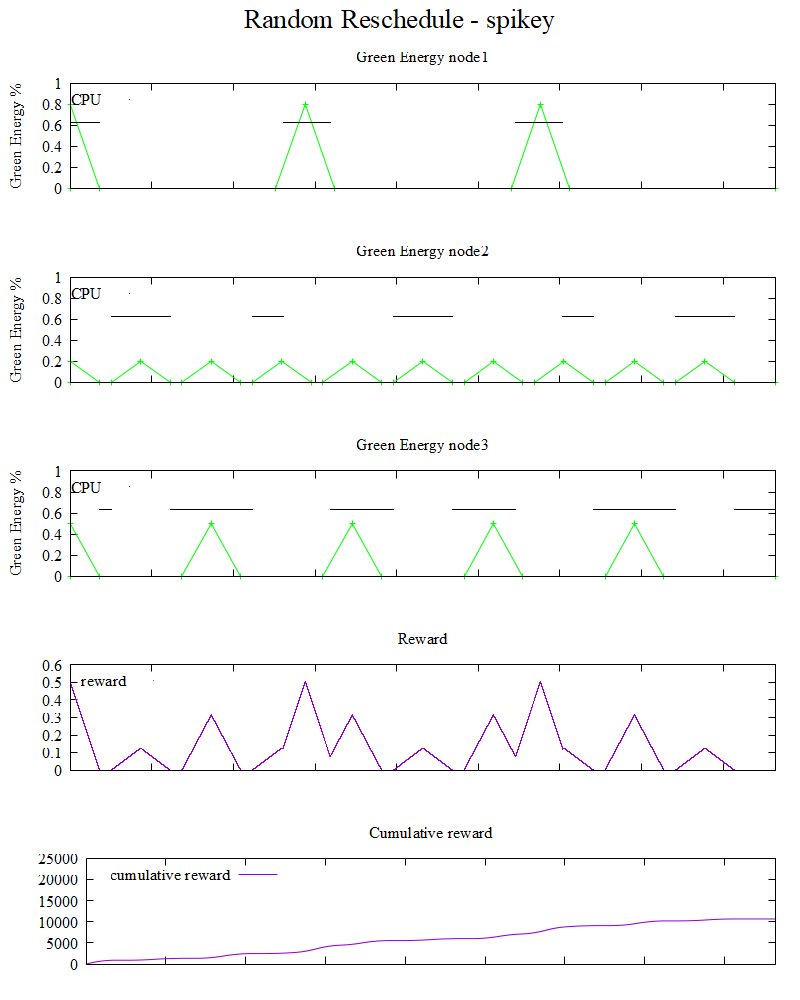 Random Reschedule - spikey
Green Energy node1
Green Energy %
1
0.8
0.6
0.4
0.2
0
CPU
Green Energy node2
Green Energy %
1
0.8
0.6
0.4
0.2
0
CPU
Green Energy node3
Green Energy %
1
0.8
0.6
0.4
0.2
0
CPU
Reward
0.6
0.5
0.4
0.3
0.2
0.1
0
reward
Cumulative reward
25000
20000
15000
10000
5000
0
cumulative reward